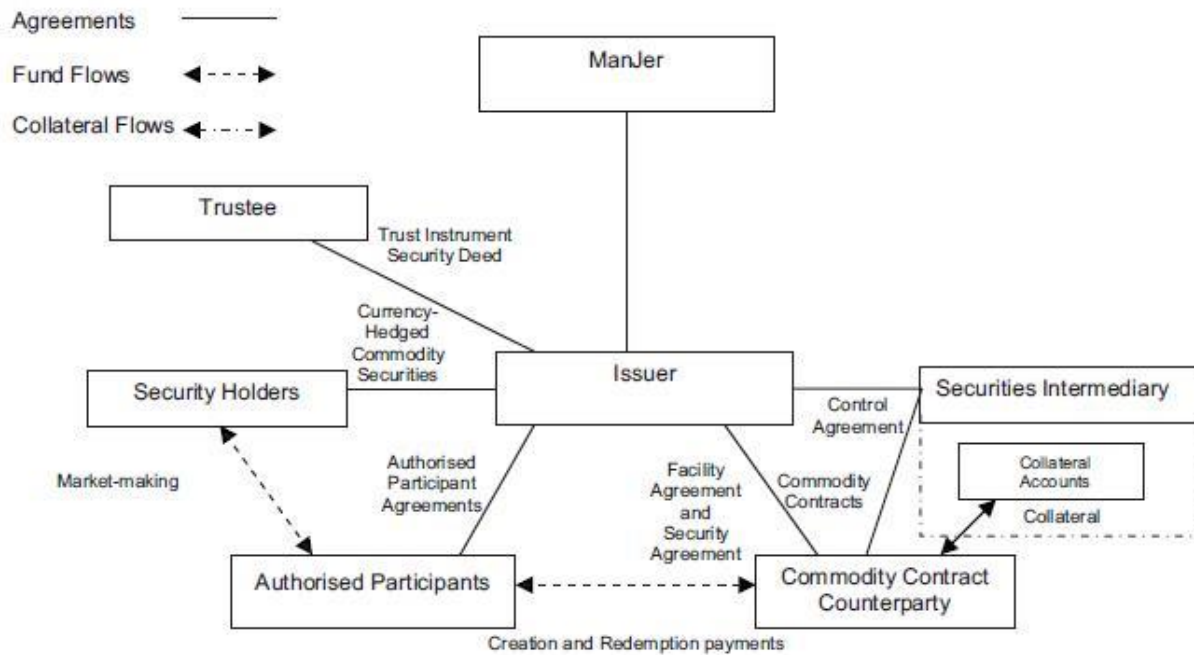 Agreements
Fund Flows
Collateral Flows
ManJer
Trustee
Trust Instrument
Security Deed
Currency-
Hedged
Commodity
Securities
Issuer
Security Holders
Securities Intermediary
Control
Agreement
Collateral
Accounts
Collateral
Market-making
Authorised
Participant
Agreements
Facility
Agreement
and
Security
Agreement
Commodity
Contracts
Authorised Participants
Commodity Contract
Counterparty
Creation and Redemption payments